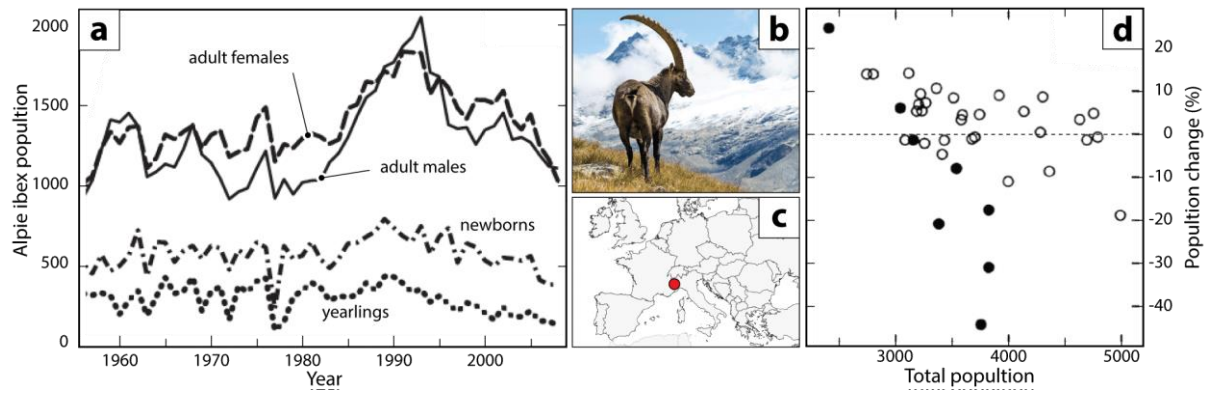 a
2000
1500
1000
500
0
Alpie ibex popultion
adult females
adult males
newborns
yearlings
1960
1970
1980
1990
2000
Year
b
c
d
20
10
0
-10
-20
-30
-40
Popultion change (%)
3000
4000
5000
Total popultion